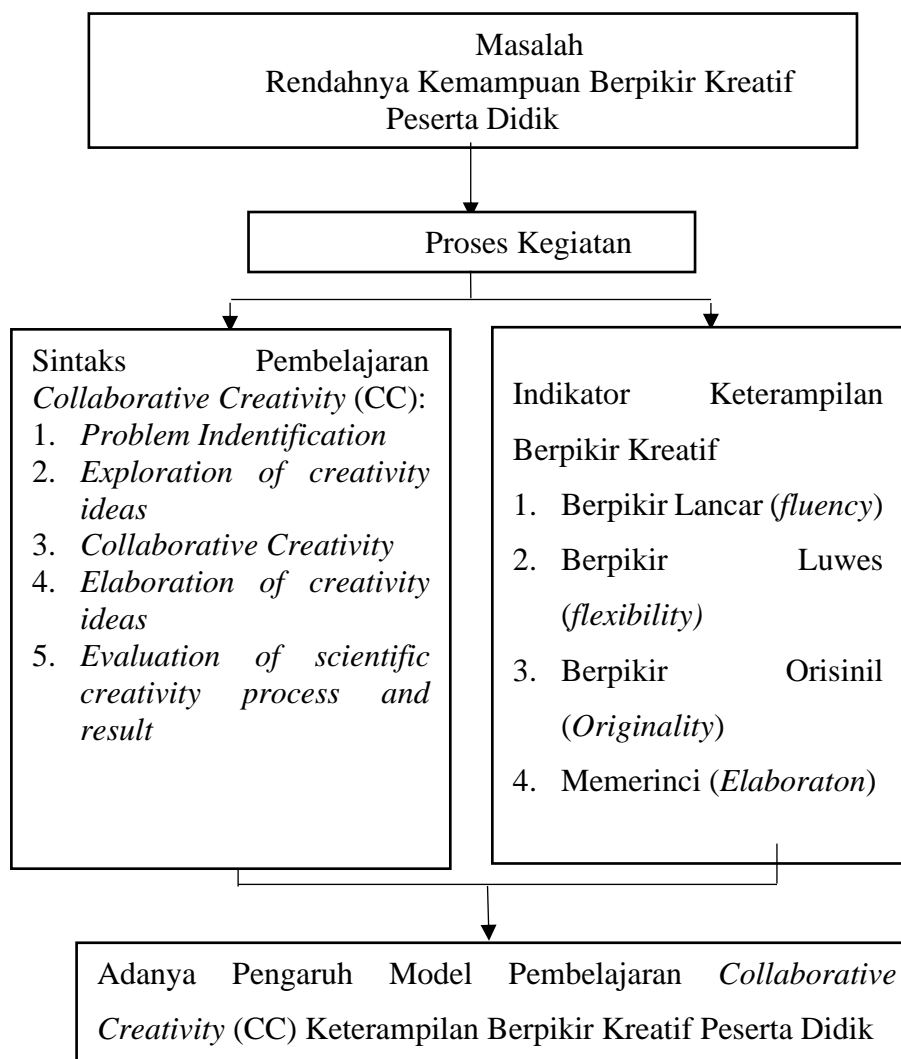 Masalah
Rendahnya Kemampuan Berpikir Kreatif
Peserta Didik
Proses Kegiatan
Sintaks Pembelajaran
Collaborative Creativity (CC):
1. Problem Indentification
2. Exploration of creativity
ideas
3. Collaborative Creativity
4. Elaboration of creativity
ideas
5. Evaluation of scientific
creativity process and
result
Indikator Keterampilan
Berpikir Kreatif
1. Berpikir Lancar (fluency)
2. Berpikir Luwes
(flexibility)
3. Berpikir Orisinil
(Originality)
4. Memerinci (Elaboraton)
Adanya Pengaruh Model Pembelajaran Collaborative
Creativity (CC) Keterampilan Berpikir Kreatif Peserta Didik